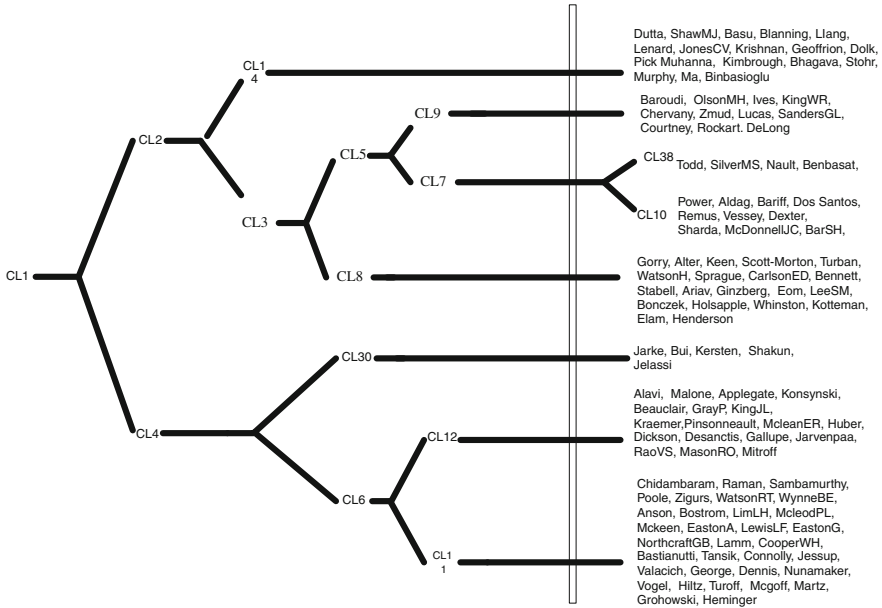 Dutta, ShawMJ, Basu, Blanning, LIang,
Lenard, JonesCV, Krishnan, Geoffrion, Dolk,
Pick Muhanna, Kimbrough, Bhagava, Stohr,
Murphy, Ma, Binbasioglu
CL1
4
Baroudi, OlsonMH, Ives, KingWR,
Chervany, Zmud, Lucas, SandersGL,
Courtney, Rockart. DeLong
CL9
CL2
CL5
CL38
Todd, SilverMS, Nault, Benbasat,
CL7
Power, Aldag, Bariff, Dos Santos,
Remus, Vessey, Dexter,
Sharda, McDonnellJC, BarSH,
CL10
CL3
CL1
CL8
Gorry, Alter, Keen, Scott-Morton, Turban,
WatsonH, Sprague, CarlsonED, Bennett,
Stabell, Ariav, Ginzberg, Eom, LeeSM,
Bonczek, Holsapple, Whinston, Kotteman,
Elam, Henderson
CL30
Jarke, Bui, Kersten, Shakun,
Jelassi
CL4
CL12
Alavi, Malone, Applegate, Konsynski,
Beauclair, GrayP, KingJL,
Kraemer,Pinsonneault, McleanER, Huber,
Dickson, Desanctis, Gallupe, Jarvenpaa,
RaoVS, MasonRO, Mitroff
CL6
CL1
1
Chidambaram, Raman, Sambamurthy,
Poole, Zigurs, WatsonRT, WynneBE,
Anson, Bostrom, LimLH, McleodPL,
Mckeen, EastonA, LewisLF, EastonG,
NorthcraftGB, Lamm, CooperWH,
Bastianutti, Tansik, Connolly, Jessup,
Valacich, George, Dennis, Nunamaker,
Vogel, Hiltz, Turoff, Mcgoff, Martz,
Grohowski, Heminger